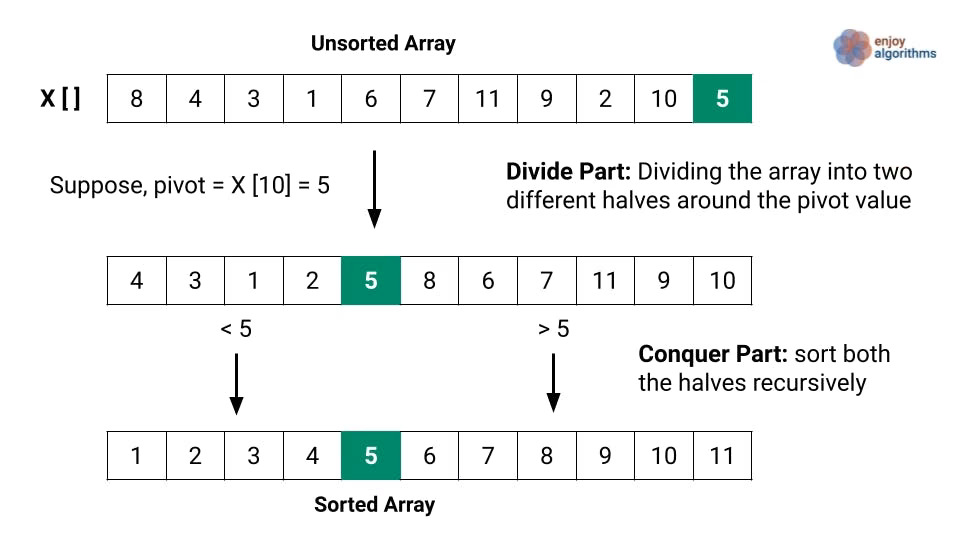 Unsorted Array
enjoy
algorithms
X [ ] 8 4 3 1 6 7 11 9 2 10 5
Suppose, pivot = X [10] = 5
Divide Part: Dividing the array into two
different halves around the pivot value
4 3 1 2 5 8 6 7 11 9 10
< 5 > 5
Conquer Part: sort both
the halves recursively
1 2 3 4 5 6 7 8 9 10 11
Sorted Array